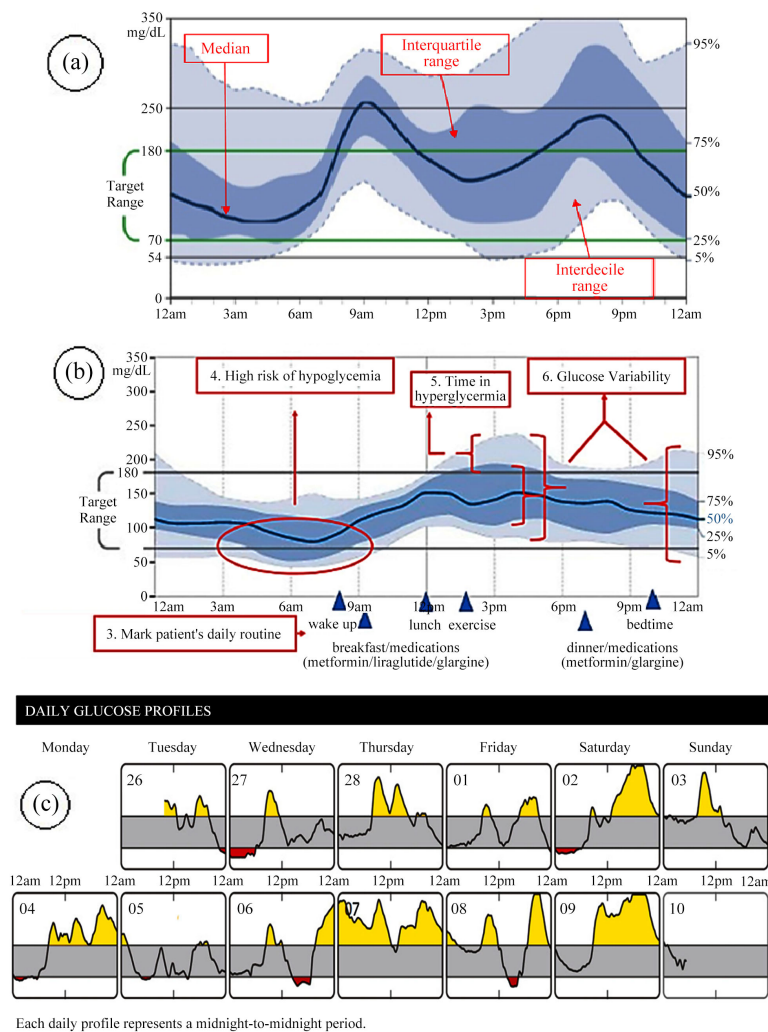 350
mg/dL
(a)
Median
Interquartile
range
95%
250
180
75%
Target
Range
50%
70
25%
54
5%
Interdecile
range
0
12am 3am 6am 9am 12pm 3pm 6pm 9pm 12am
(b)
350
mg/dL
4. High risk of hypoglycemia
5. Time in
hyperglycermia
6. Glucose Variability
300
250
200
95%
180
Target
Range
150
75%
50%
100
25%
5%
50
0
12am 3am 6am 9am 12pm 3pm 6pm 9pm 12am
3. Mark patient's daily routine
wake up
lunch exercise
bedtime
breakfast/medications
(metformin/liraglutide/glargine)
dinner/medications
(metformin/glargine)
DAILY GLUCOSE PROFILES
Monday Tuesday Wednesday Thursday Friday Saturday Sunday
(c)
26 27 28 01 02 03
12am 12pm 12am 12pm 12am 12pm 12am 12pm 12am 12pm 12am 12pm 12am 12pm 12am
04 05 06 07 08 09 10
Each daily profile represents a midnight-to-midnight period.